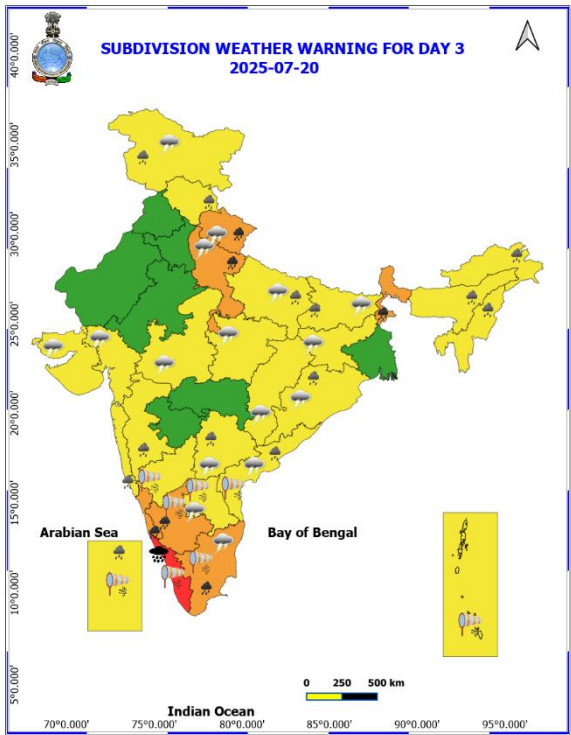 SUBDIVISION WEATHER WARNING FOR DAY 3
2025-07-20
40°0.000'
35°0.000'
30°0.000'
25°0.000'
20°0.000'
15°0.000'
10°0.000'
5°0.000'
Arabian Sea
Bay of Bengal
0 250 500 km
Indian Ocean
70°0.000' 75°0.000' 80°0.000' 85°0.000' 90°0.000' 95°0.000'